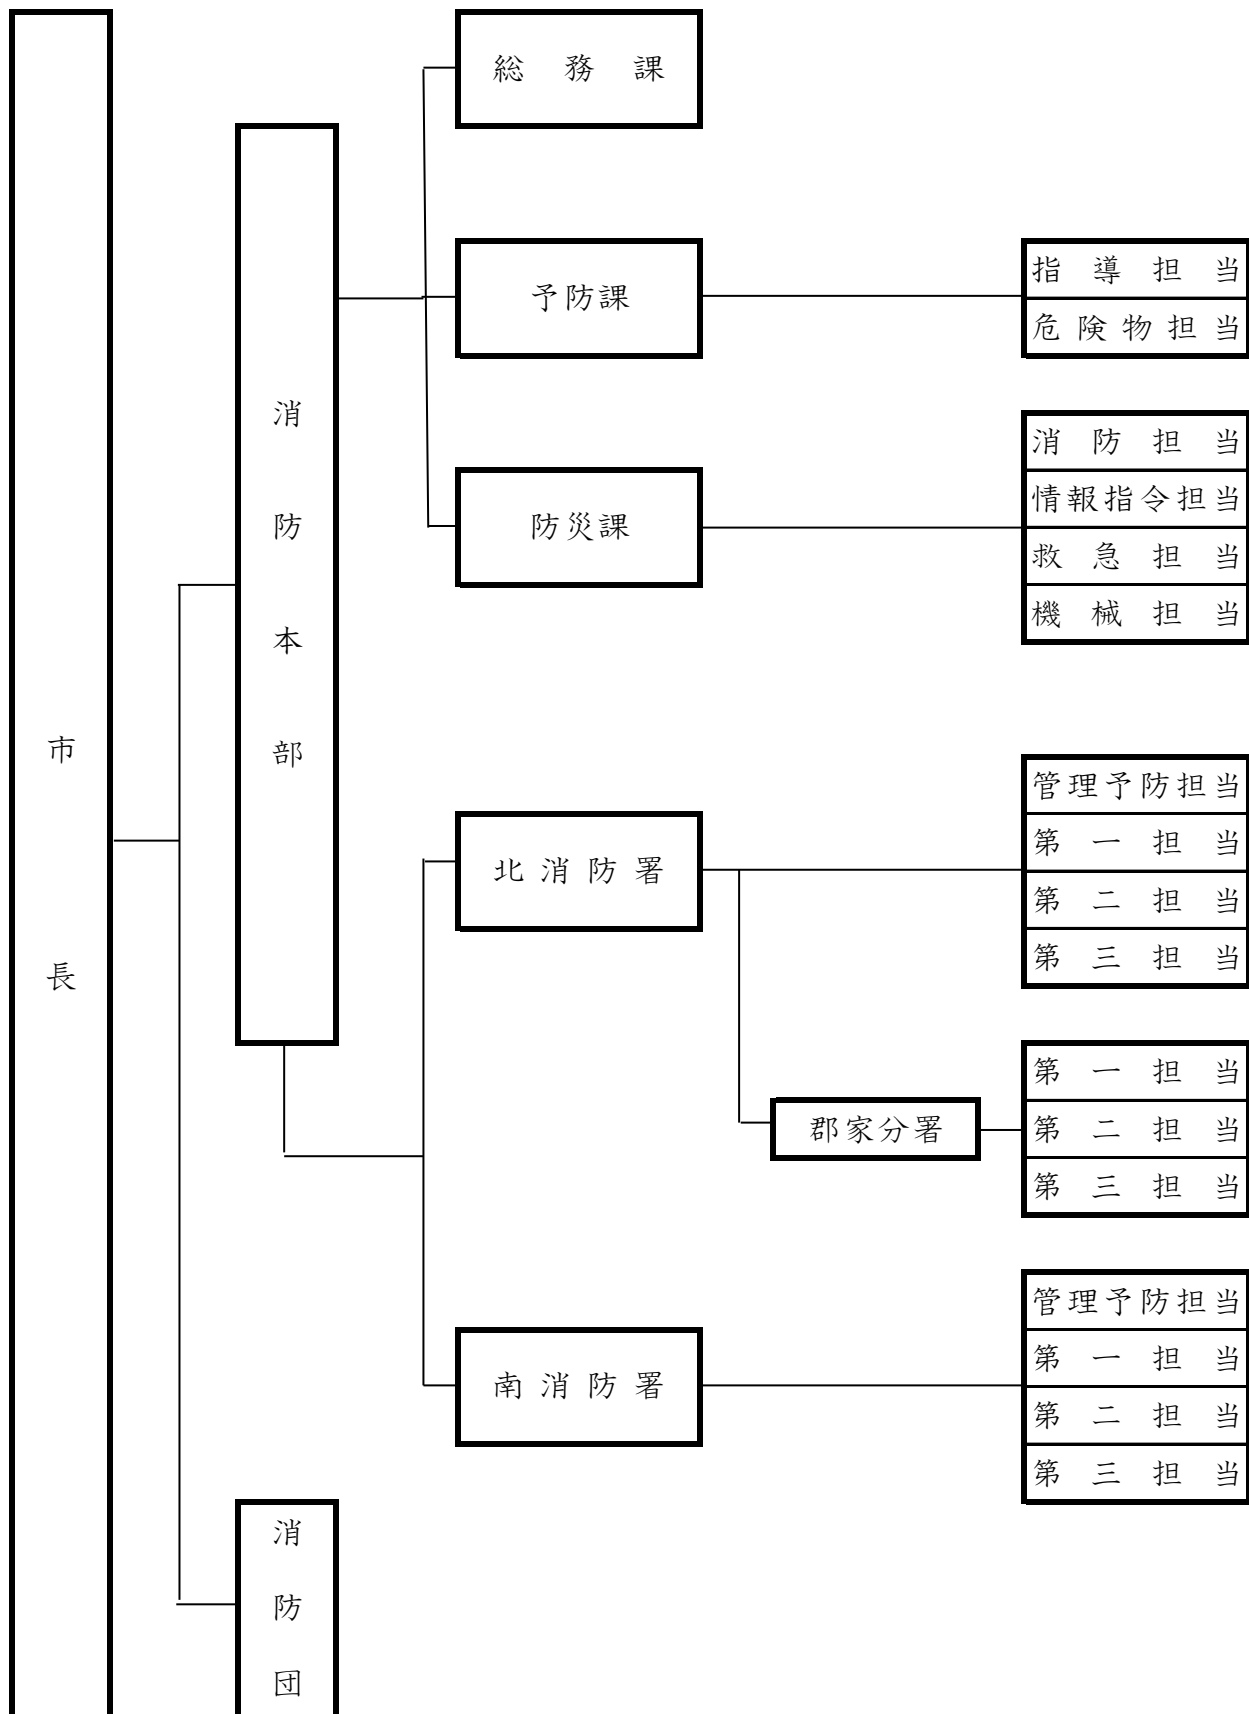 市長
消防本部
総務課
予防課
指導担当
危険物担当
防災課
消防担当
情報指令担当
救急担当
機械担当
北消防署
管理予防担当
第一担当
第二担当
第三担当
郡家分署
第一担当
第二担当
第三担当
南消防署
管理予防担当
第一担当
第二担当
第三担当
消防団